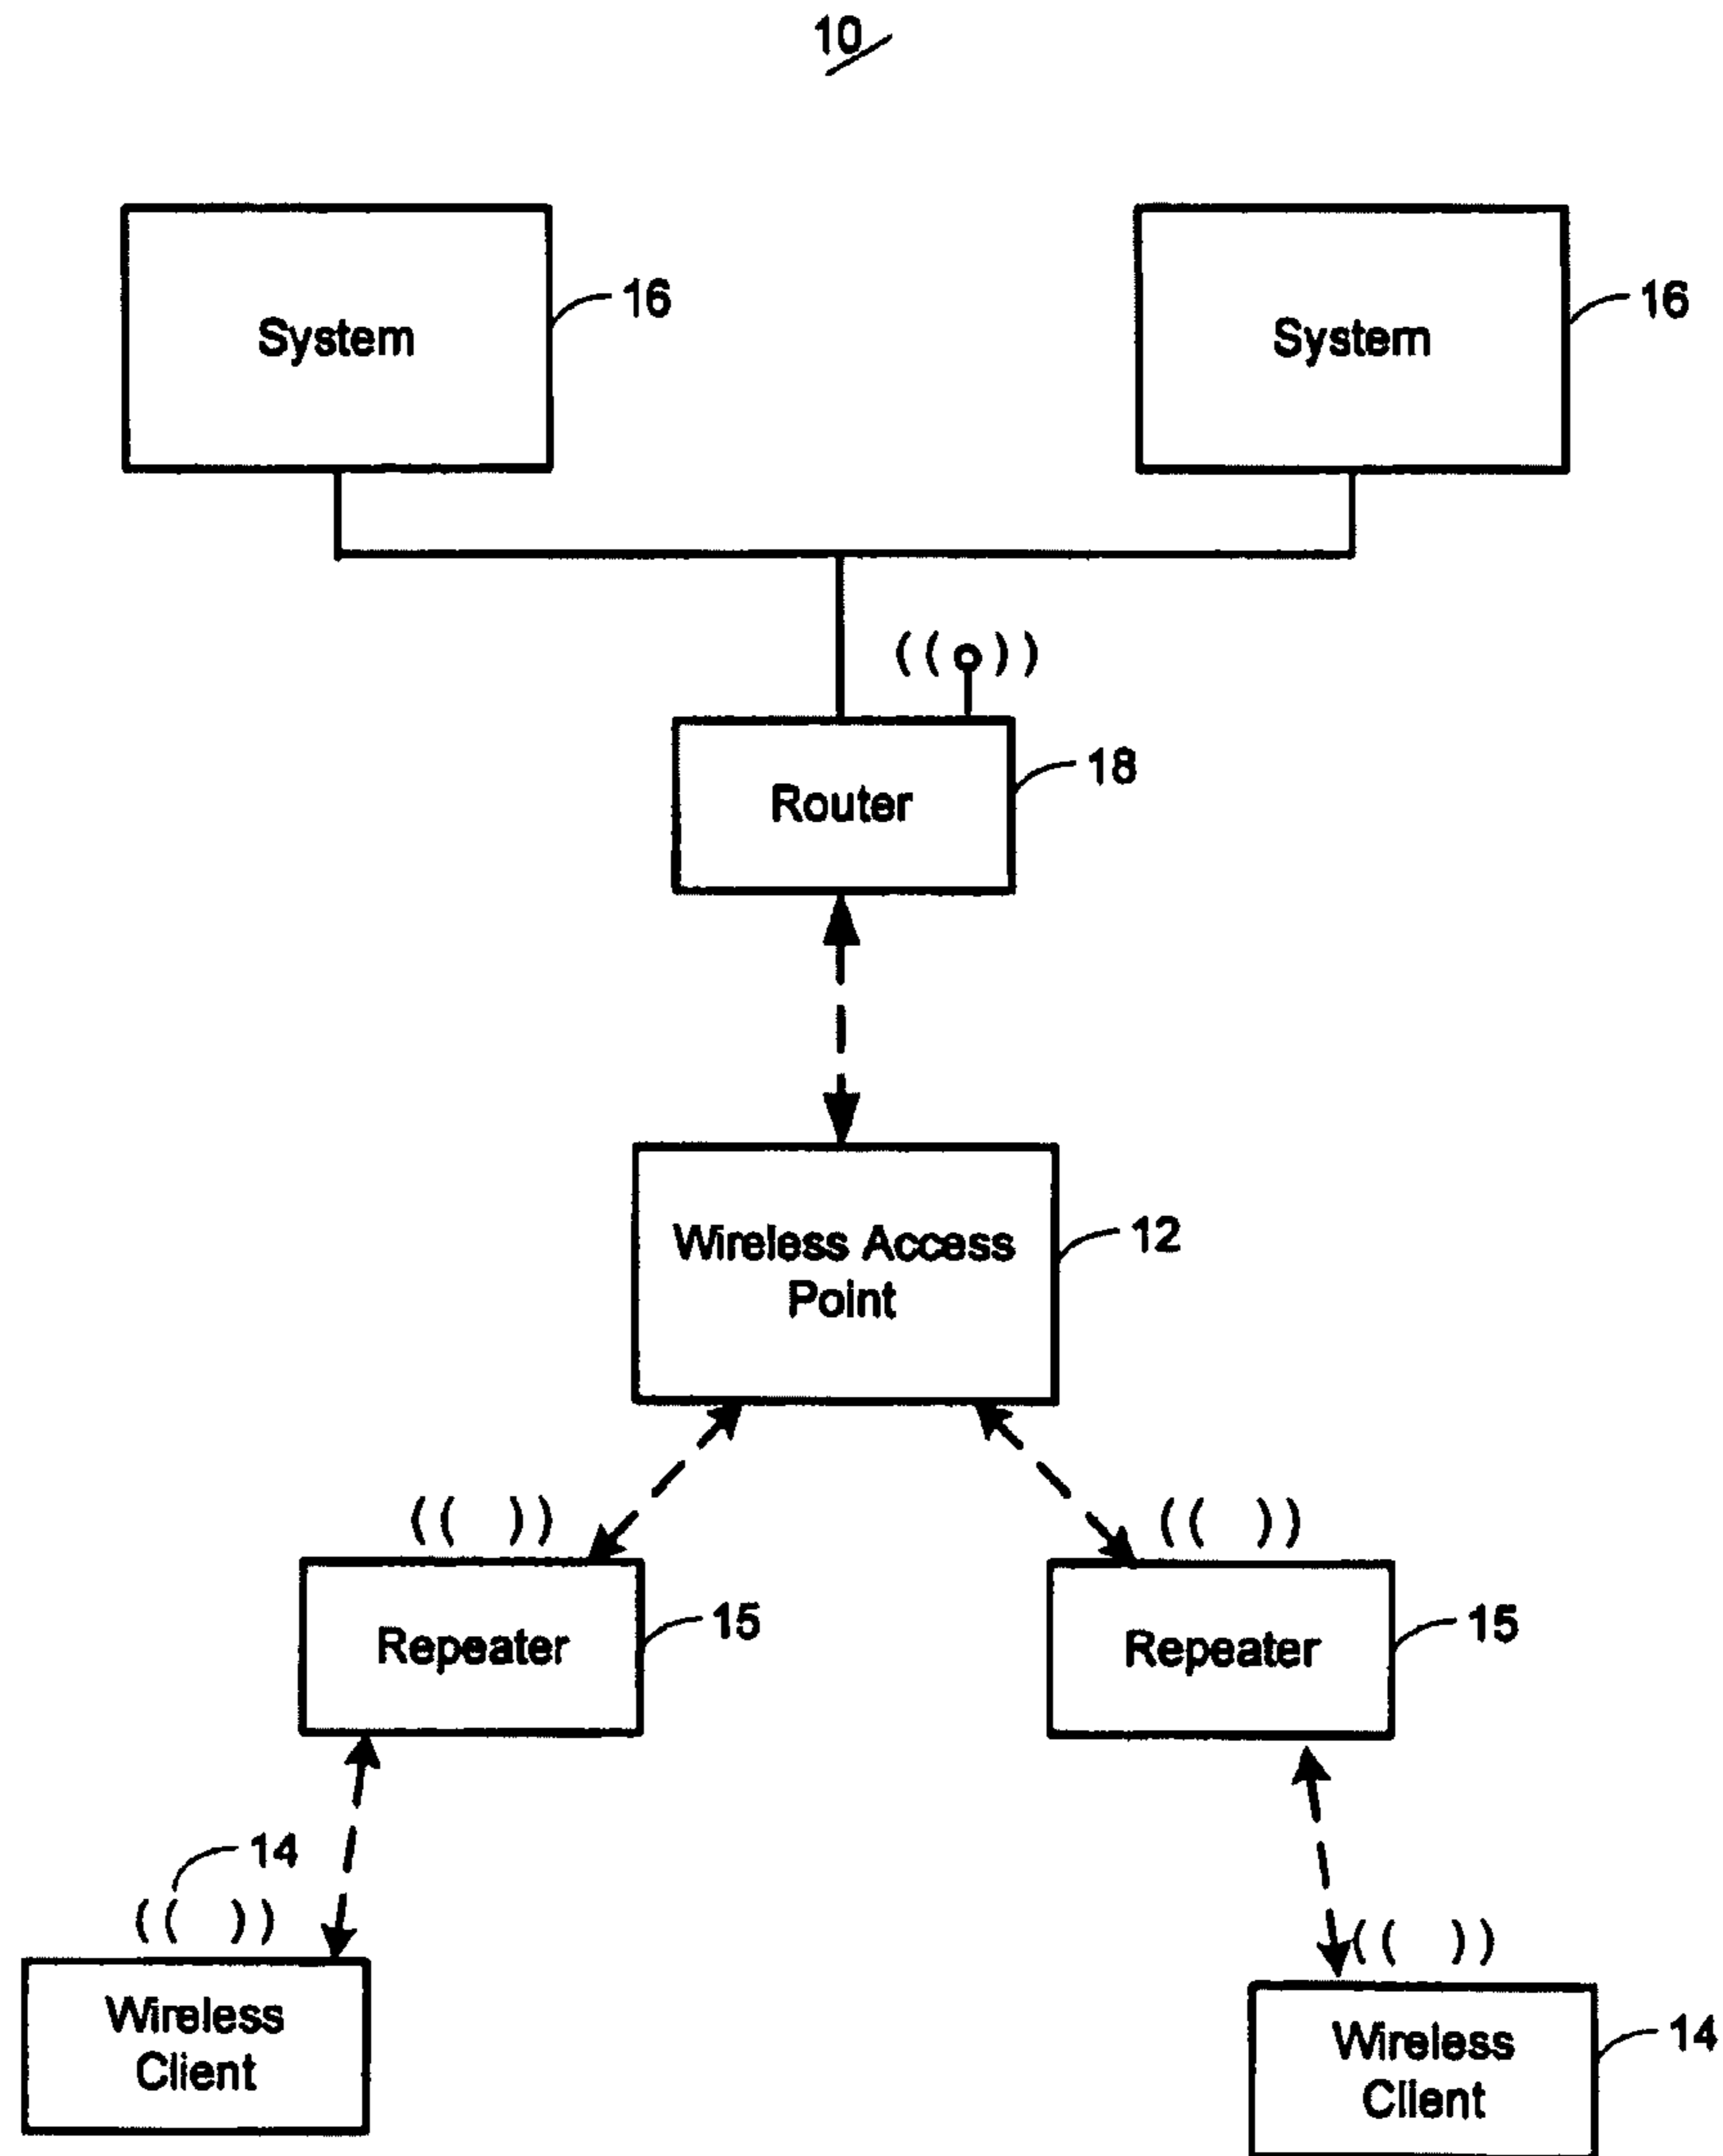 10
System
16
System
16
((o))
Router
18
Wireless Access
Point
12
(( ))
(( ))
Repeater
15
Repeater
15
14
(( ))
(( ))
Wireless
Client
Wireless
Client
14